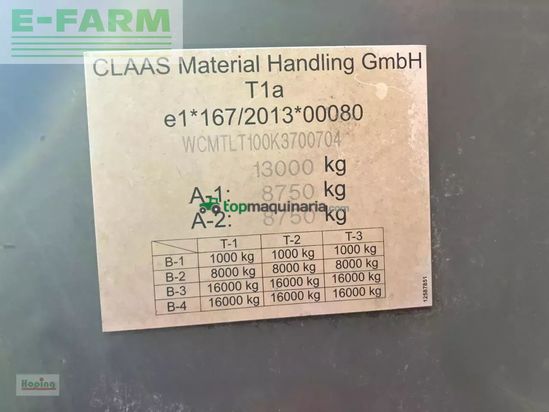 E-FARM
CLAAS Material Handling GmbH
T1a
e1*167/2013*00080
WCMTLT100K3700704
13000 kg
A-1: 8750 kg
topmaquinaria.com
A-2: 8750 kg
T-1 T-2 T-3
B-1 1000 kg 1000 kg 1000 kg
B-2 8000 kg 8000 kg 8000 kg
B-3 16000 kg 16000 kg 16000 kg
B-4 16000 kg 16000 kg 16000 kg
12587851
Hoping